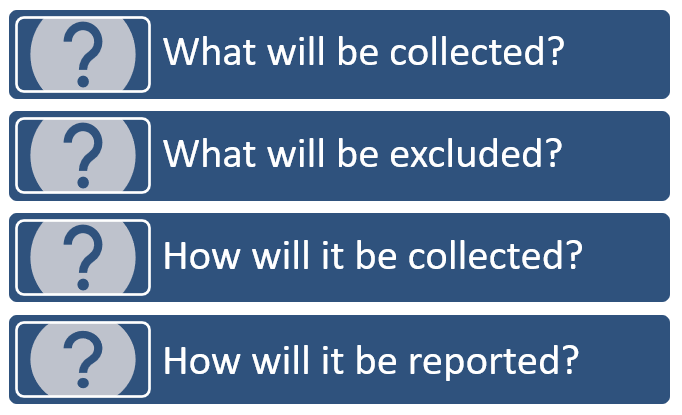 What will be collected?
What will be excluded?
How will it be collected?
How will it be reported?